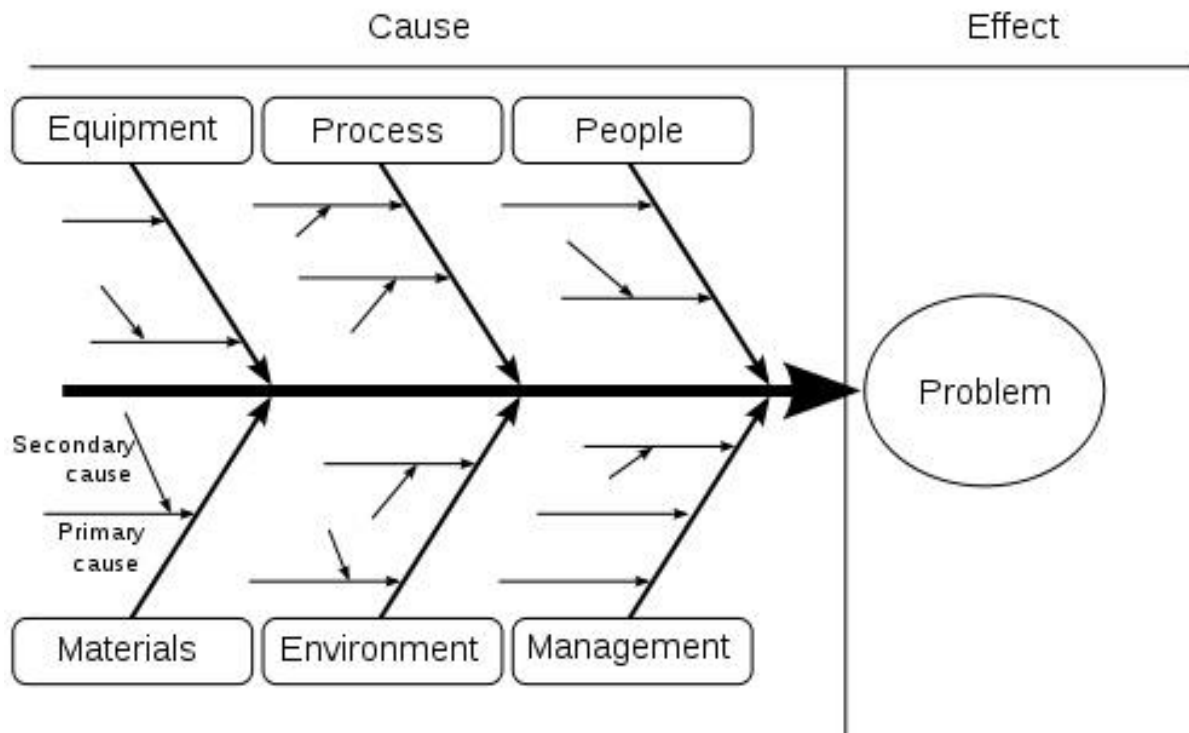 Cause
Effect
Equipment
Process
People
Problem
Secondary
cause
Primary
cause
Materials
Environment
Management